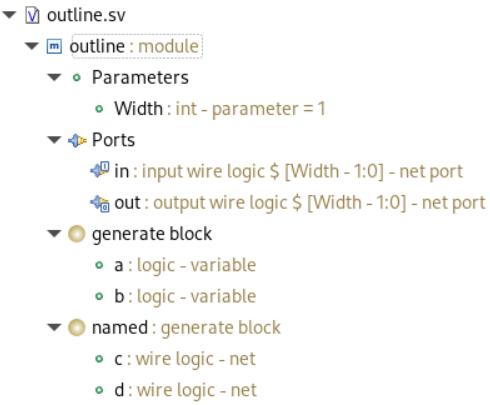 outline.sv
outline : module
Parameters
Width : int - parameter = 1
Ports
in : input wire logic $ [Width - 1:0] - net port
out : output wire logic $ [Width - 1:0] - net port
generate block
a : logic - variable
b : logic - variable
named : generate block
c : wire logic - net
d : wire logic - net